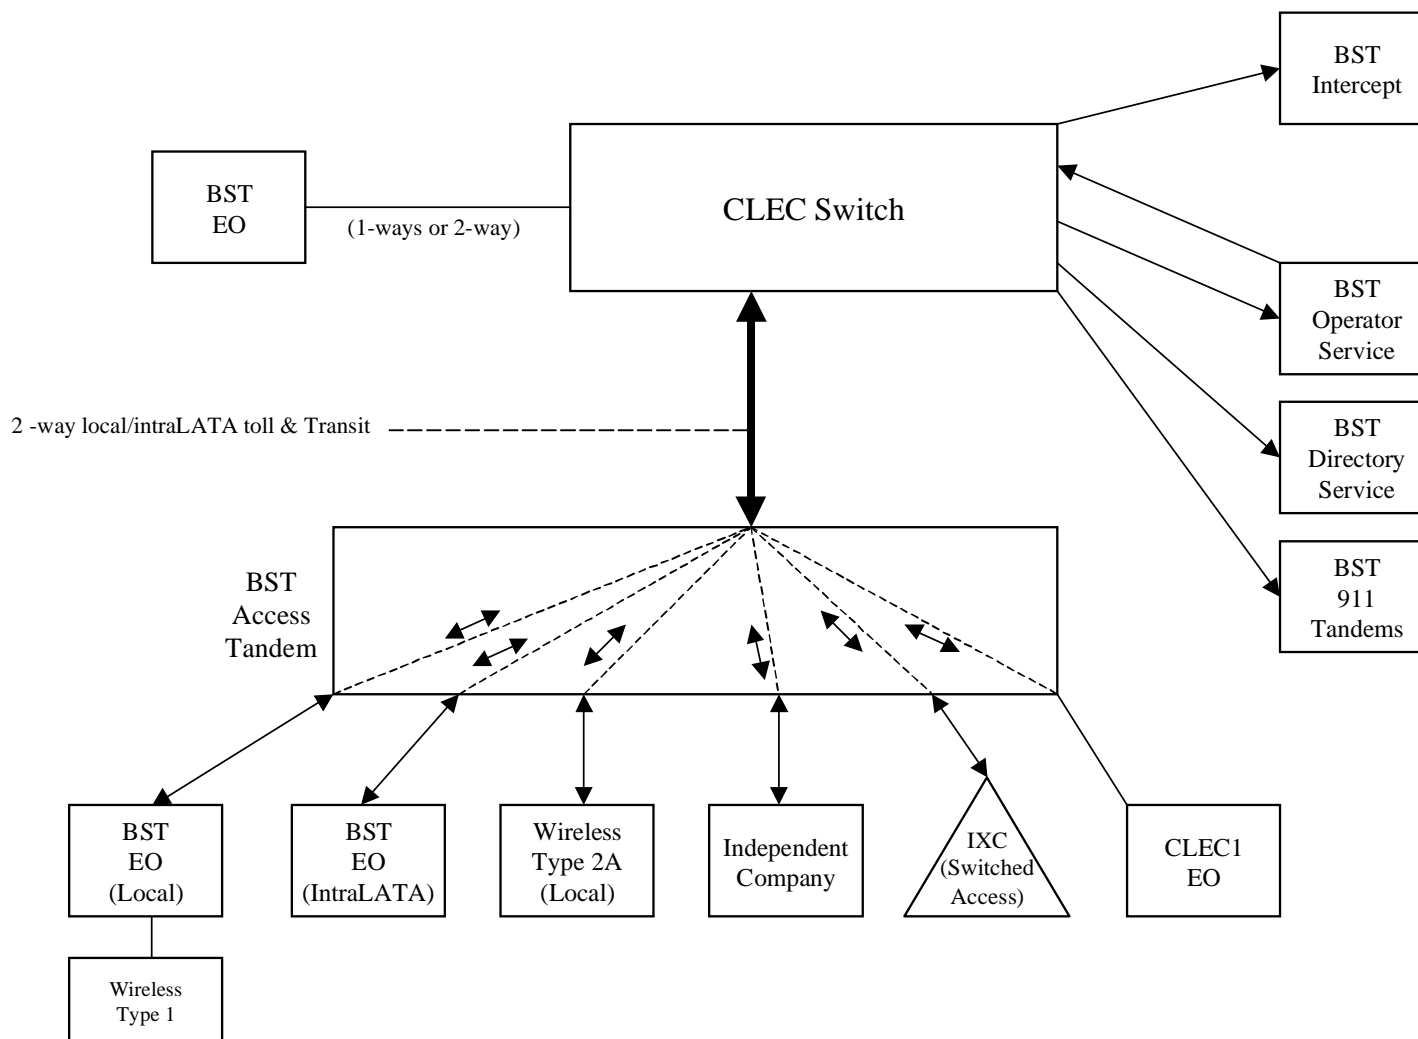 BST
Intercept
BST
EO
(1-ways or 2-way)
CLEC Switch
BST
Operator
Service
2 -way local/intraLATA toll & Transit
BST
Directory
Service
BST
Access
Tandem
BST
911
Tandems
BST
EO
(Local)
BST
EO
(IntraLATA)
Wireless
Type 2A
(Local)
Independent
Company
IXC
(Switched
Access)
CLEC1
EO
Wireless
Type 1